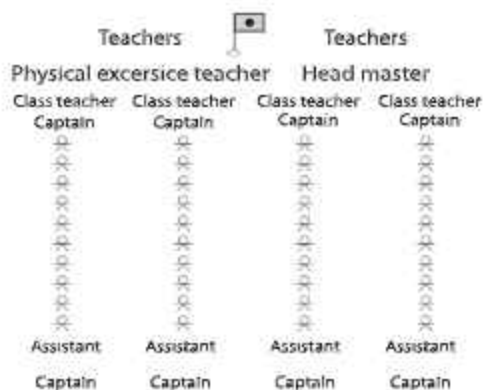 Teachers Teachers
Physical excersice teacher Head master
Class teacher Class teacher Class teacher Class teacher
Captain Captain Captain Captain
Assistant Assistant Assistant Assistant
Captain Captain Captain Captain